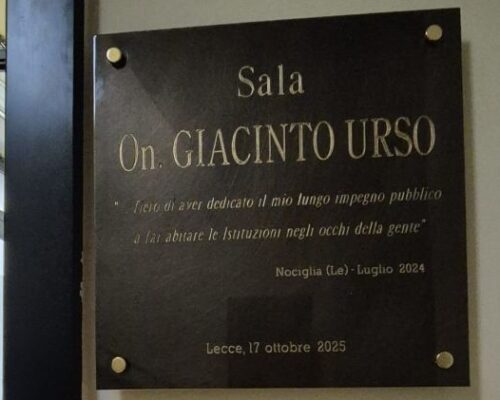 Sala
On. GIACINTO URSO
" Fiero di aver dedicato il mio lungo impegno pubblico
a far abitare le Istituzioni negli occhi della gente"
Nociglia (Le) - Luglio 2024
Lecce, 17 ottobre 2025